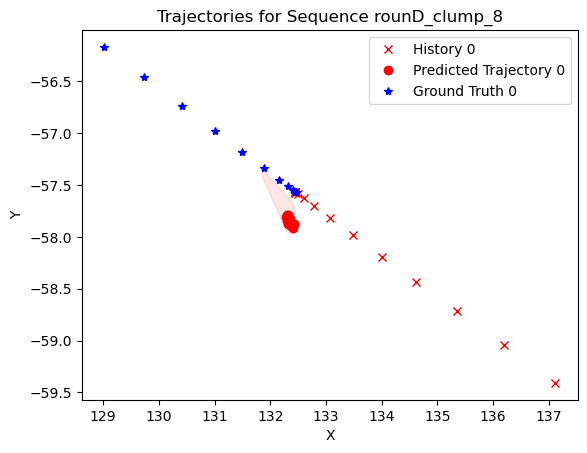 Trajectories for Sequence rounD_clump_8
History 0
Predicted Trajectory 0
Ground Truth 0
−56.5
−57.0
−57.5
−58.0
−58.5
−59.0
−59.5
Y
129 130 131 132 133 134 135 136 137
X